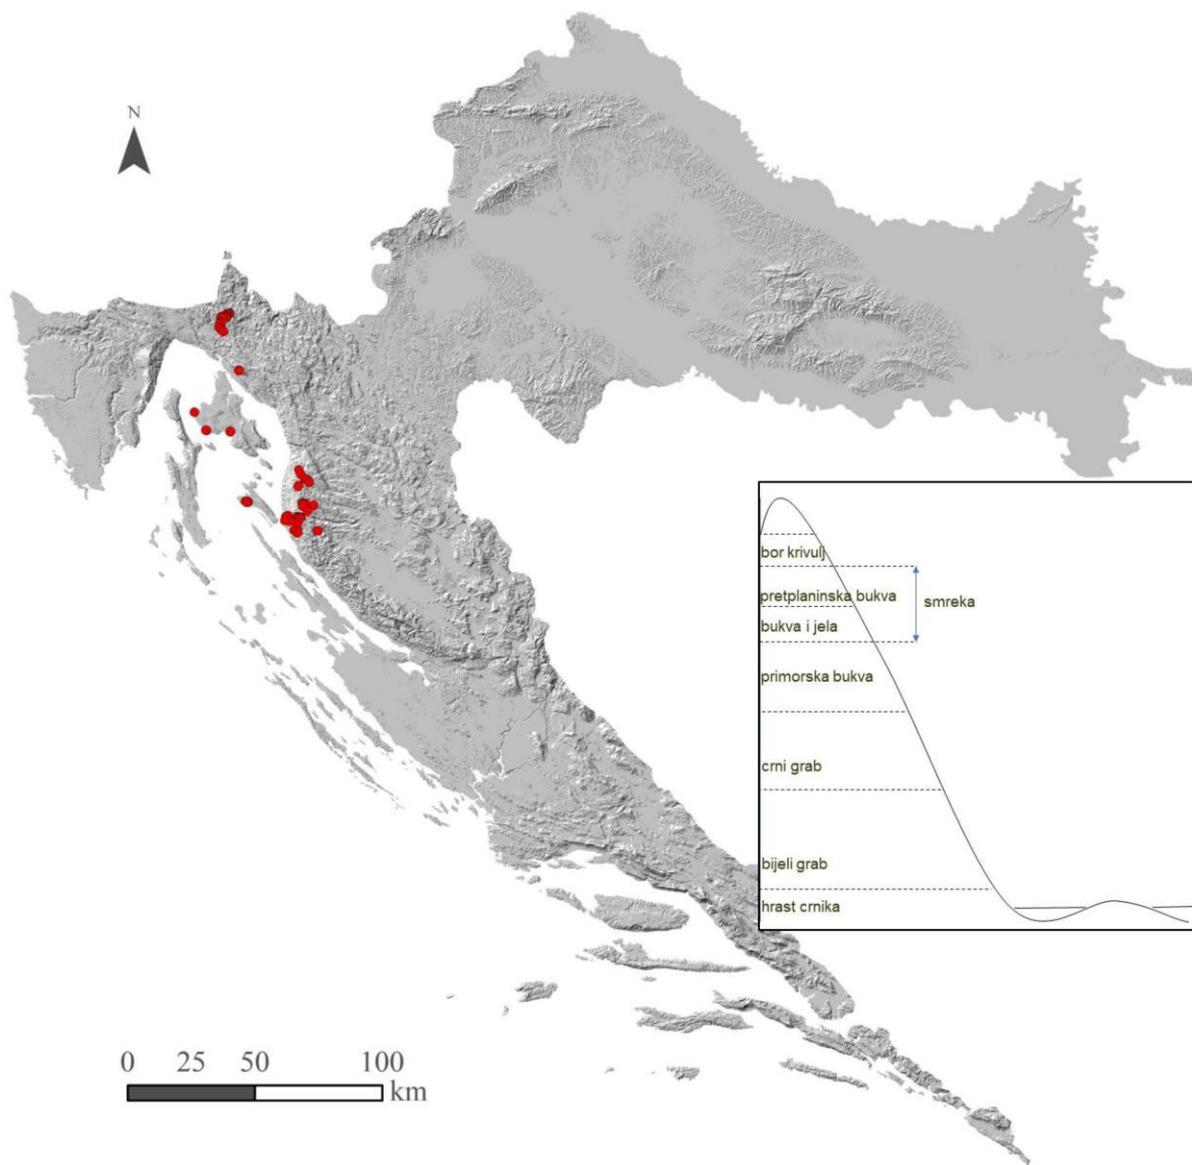 N
bor krivulj
pretplaninska bukva
smreka
bukva i jela
primorska bukva
crni grab
bijeli grab
hrast crnika
0 25 50 100
km